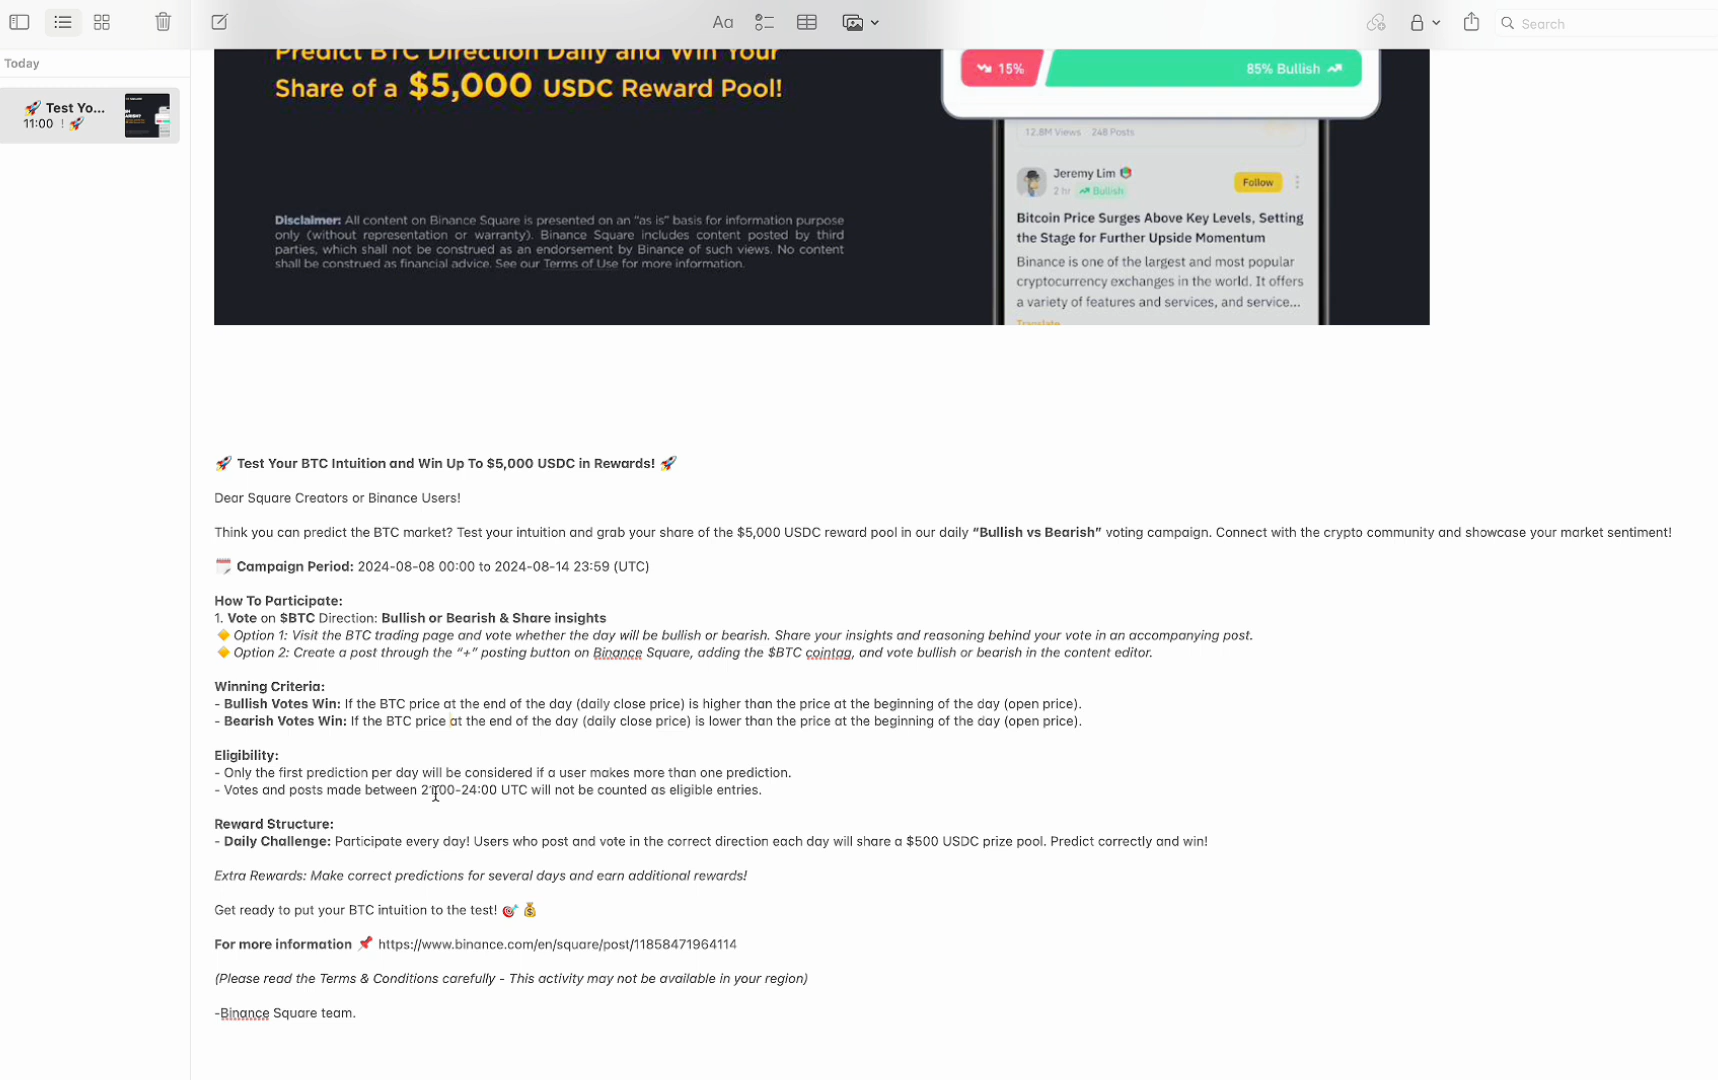 Aa
Search
Today
🚀 Test Yo...
11:00 ! 🚀
Predict BTC Direction Daily and Win Your
Share of a $5,000 USDC Reward Pool!
Disclaimer: All content on Binance Square is presented on an "as is" basis for information purpose
only (without representation or warranty). Binance Square includes content posted by third
parties, which shall not be construed as an endorsement by Binance of such views. No content
shall be construed as financial advice. See our Terms of Use for more information.
15%
85% Bullish
12.8M Views 248 Posts
Jeremy Lim
2 hr Bullish
Follow
Bitcoin Price Surges Above Key Levels, Setting
the Stage for Further Upside Momentum
Binance is one of the largest and most popular
cryptocurrency exchanges in the world. It offers
a variety of features and services, and service...
Translate
🚀 Test Your BTC Intuition and Win Up To $5,000 USDC in Rewards! 🚀
Dear Square Creators or Binance Users!
Think you can predict the BTC market? Test your intuition and grab your share of the $5,000 USDC reward pool in our daily “Bullish vs Bearish” voting campaign. Connect with the crypto community and showcase your market sentiment!
🗓️ Campaign Period: 2024-08-08 00:00 to 2024-08-14 23:59 (UTC)
How To Participate:
1. Vote on $BTC Direction: Bullish or Bearish & Share insights
🔸 Option 1: Visit the BTC trading page and vote whether the day will be bullish or bearish. Share your insights and reasoning behind your vote in an accompanying post.
🔸 Option 2: Create a post through the “+” posting button on Binance Square, adding the $BTC cointag, and vote bullish or bearish in the content editor.
Winning Criteria:
- Bullish Votes Win: If the BTC price at the end of the day (daily close price) is higher than the price at the beginning of the day (open price).
- Bearish Votes Win: If the BTC price at the end of the day (daily close price) is lower than the price at the beginning of the day (open price).
Eligibility:
- Only the first prediction per day will be considered if a user makes more than one prediction.
- Votes and posts made between 21:00-24:00 UTC will not be counted as eligible entries.
Reward Structure:
- Daily Challenge: Participate every day! Users who post and vote in the correct direction each day will share a $500 USDC prize pool. Predict correctly and win!
Extra Rewards: Make correct predictions for several days and earn additional rewards!
Get ready to put your BTC intuition to the test! 🎯 💰
For more information 📌 https://www.binance.com/en/square/post/11858471964114
(Please read the Terms & Conditions carefully - This activity may not be available in your region)
-Binance Square team.